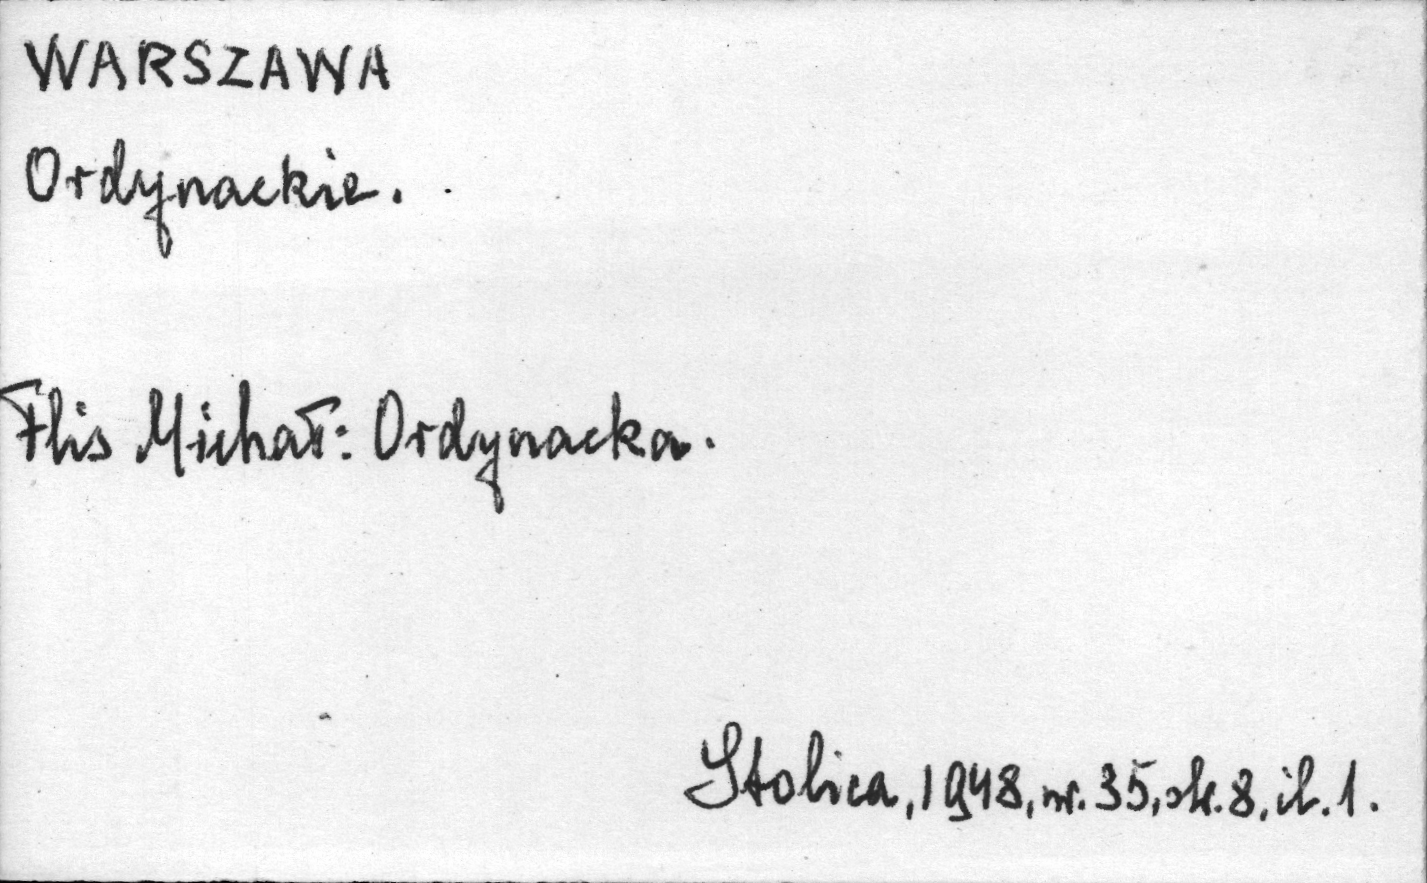 WARSZAWA
Ordynackie.
Flis Michał: Ordynacka.
Stolica, 1948, nr. 35, str. 8, il. 1.